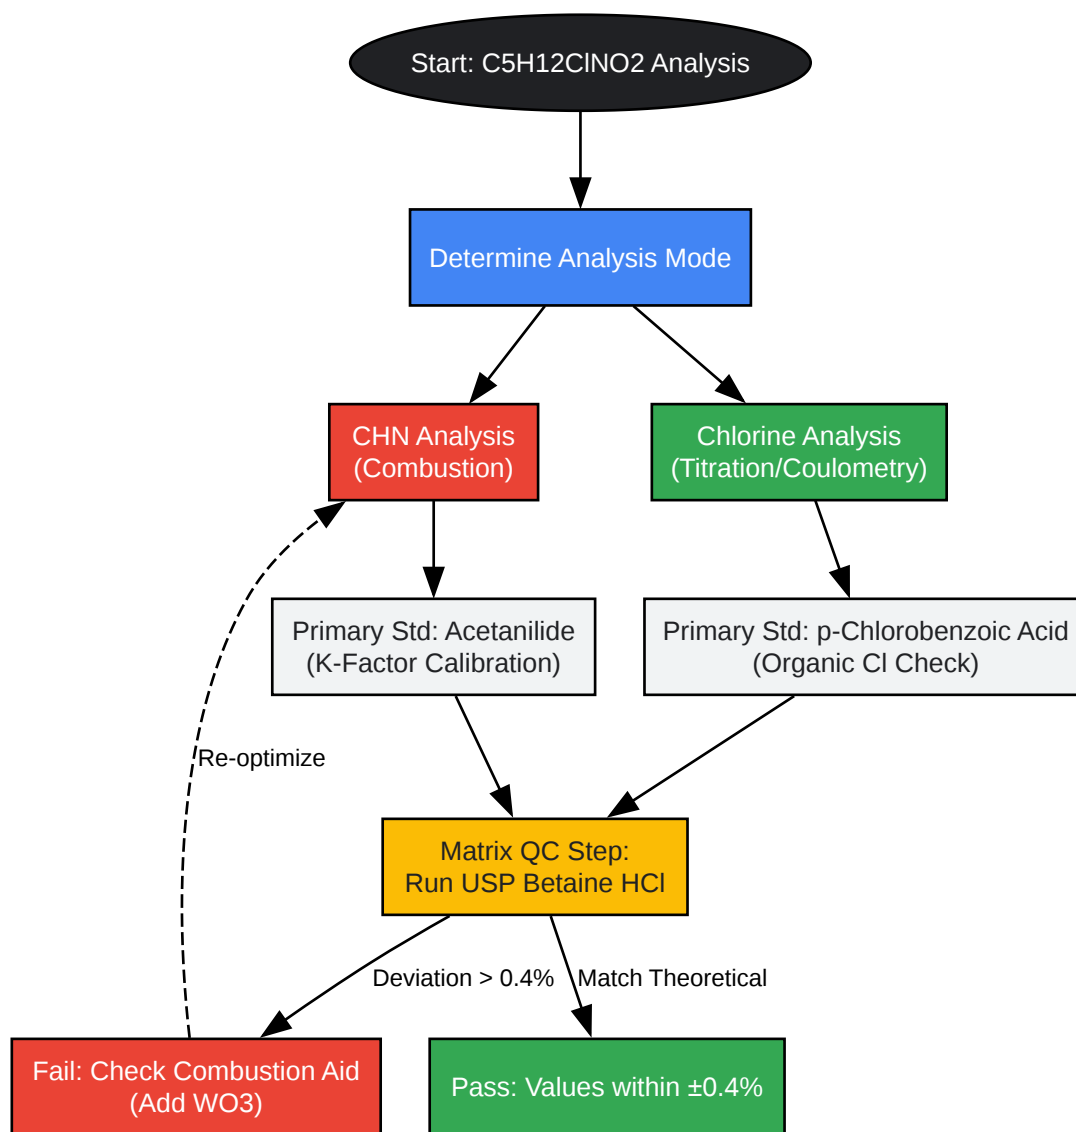 Start: C5H12ClNO2 Analysis
Determine Analysis Mode
CHN Analysis
(Combustion)
Chlorine Analysis
(Titration/Coulometry)
Primary Std: Acetanilide
(K-Factor Calibration)
Primary Std: p-Chlorobenzoic Acid
(Organic Cl Check)
Re-optimize
Matrix QC Step:
Run USP Betaine HCl
Deviation > 0.4%
Match Theoretical
Fail: Check Combustion Aid
(Add WO3)
Pass: Values within ±0.4%